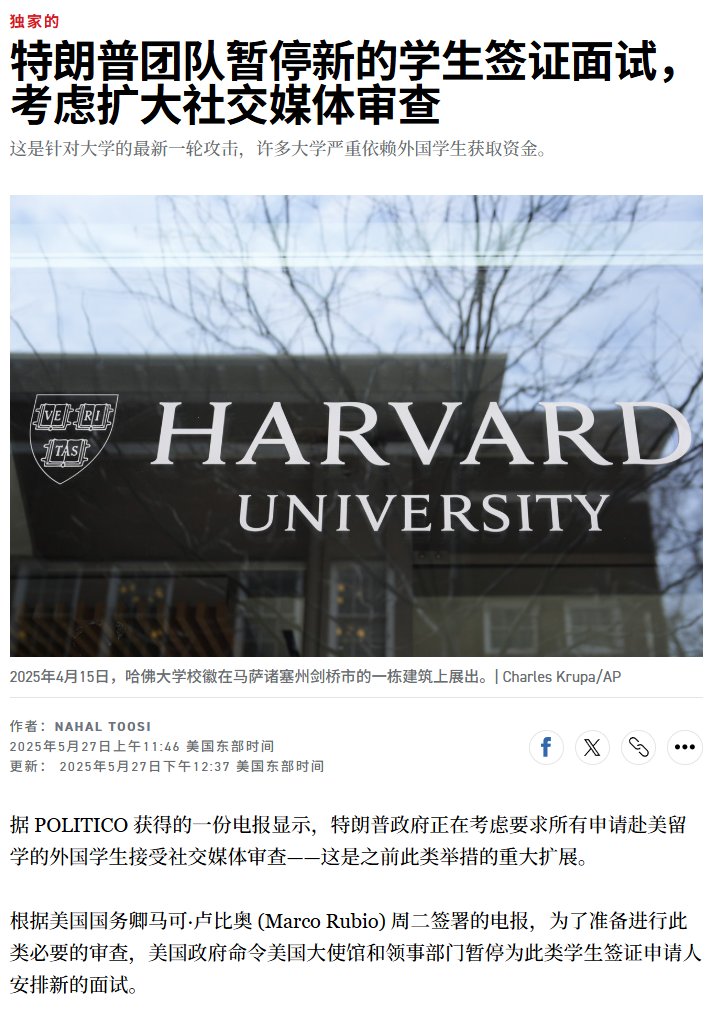 独家的
特朗普团队暂停新的学生签证面试，
考虑扩大社交媒体审查
这是针对大学的最新一轮攻击，许多大学严重依赖外国学生获取资金。
VE RI
TAS
HARVARD
UNIVERSITY
2025年4月15日，哈佛大学校徽在马萨诸塞州剑桥市的一栋建筑上展出。| Charles Krupa/AP
作者：NAHAL TOOSI
2025年5月27日上午11:46 美国东部时间
更新： 2025年5月27日下午12:37 美国东部时间
据 POLITICO 获得的一份电报显示，特朗普政府正在考虑要求所有申请赴美留
学的外国学生接受社交媒体审查——这是之前此类举措的重大扩展。
根据美国国务卿马可·卢比奥 (Marco Rubio) 周二签署的电报，为了准备进行此
类必要的审查，美国政府命令美国大使馆和领事部门暂停为此类学生签证申请人
安排新的面试。